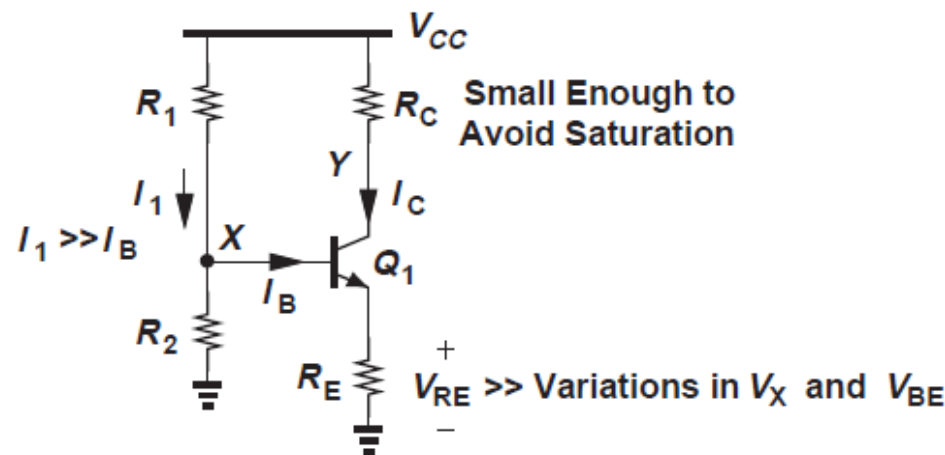 V_CC
R_1
R_C
Small Enough to
Avoid Saturation
Y
I_1
I_C
I_1 >> I_B
X
Q_1
I_B
R_2
R_E
+
V_RE >> Variations in V_X and V_BE
−